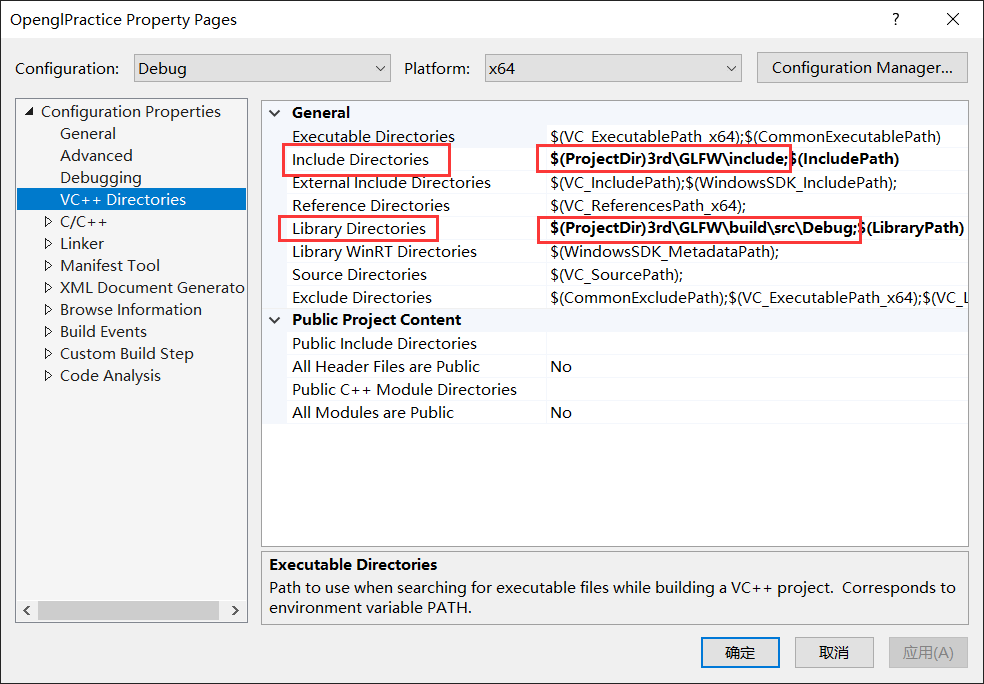 OpenglPractice Property Pages
?
Configuration: Debug Platform: x64 Configuration Manager...
Configuration Properties
General
Advanced
Debugging
VC++ Directories
C/C++
Linker
Manifest Tool
XML Document Generato
Browse Information
Build Events
Custom Build Step
Code Analysis
General
Executable Directories $(VC_ExecutablePath_x64);$(CommonExecutablePath)
Include Directories $(ProjectDir)3rd\GLFW\include;$(IncludePath)
External Include Directories $(VC_IncludePath);$(WindowsSDK_IncludePath);
Reference Directories $(VC_ReferencesPath_x64);
Library Directories $(ProjectDir)3rd\GLFW\build\src\Debug;$(LibraryPath)
Library WinRT Directories $(WindowsSDK_MetadataPath);
Source Directories $(VC_SourcePath);
Exclude Directories $(CommonExcludePath);$(VC_ExecutablePath_x64);$(VC_L
Public Project Content
Public Include Directories
All Header Files are Public No
Public C++ Module Directories
All Modules are Public No
Executable Directories
Path to use when searching for executable files while building a VC++ project.  Corresponds to
environment variable PATH.
确定 取消 应用(A)